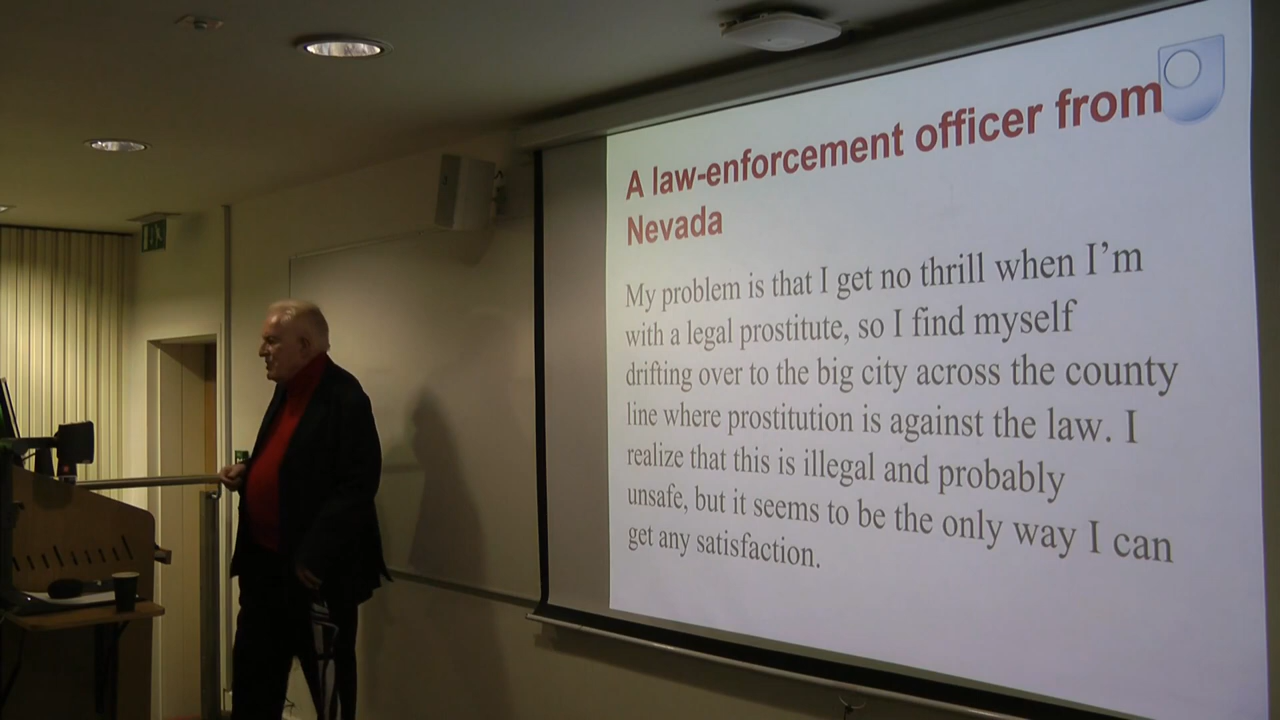 A law-enforcement officer from
Nevada
My problem is that I get no thrill when I'm
with a legal prostitute, so I find myself
drifting over to the big city across the county
line where prostitution is against the law. I
realize that this is illegal and probably
unsafe, but it seems to be the only way I can
get any satisfaction.